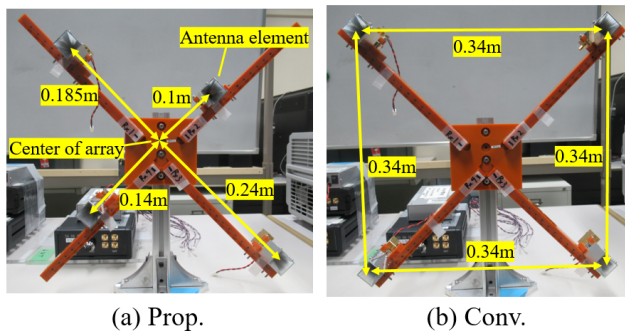 Antenna element
0.185m
0.1m
Center of array
0.14m
0.24m
(a) Prop.
0.34m
0.34m
0.34m
0.34m
(b) Conv.